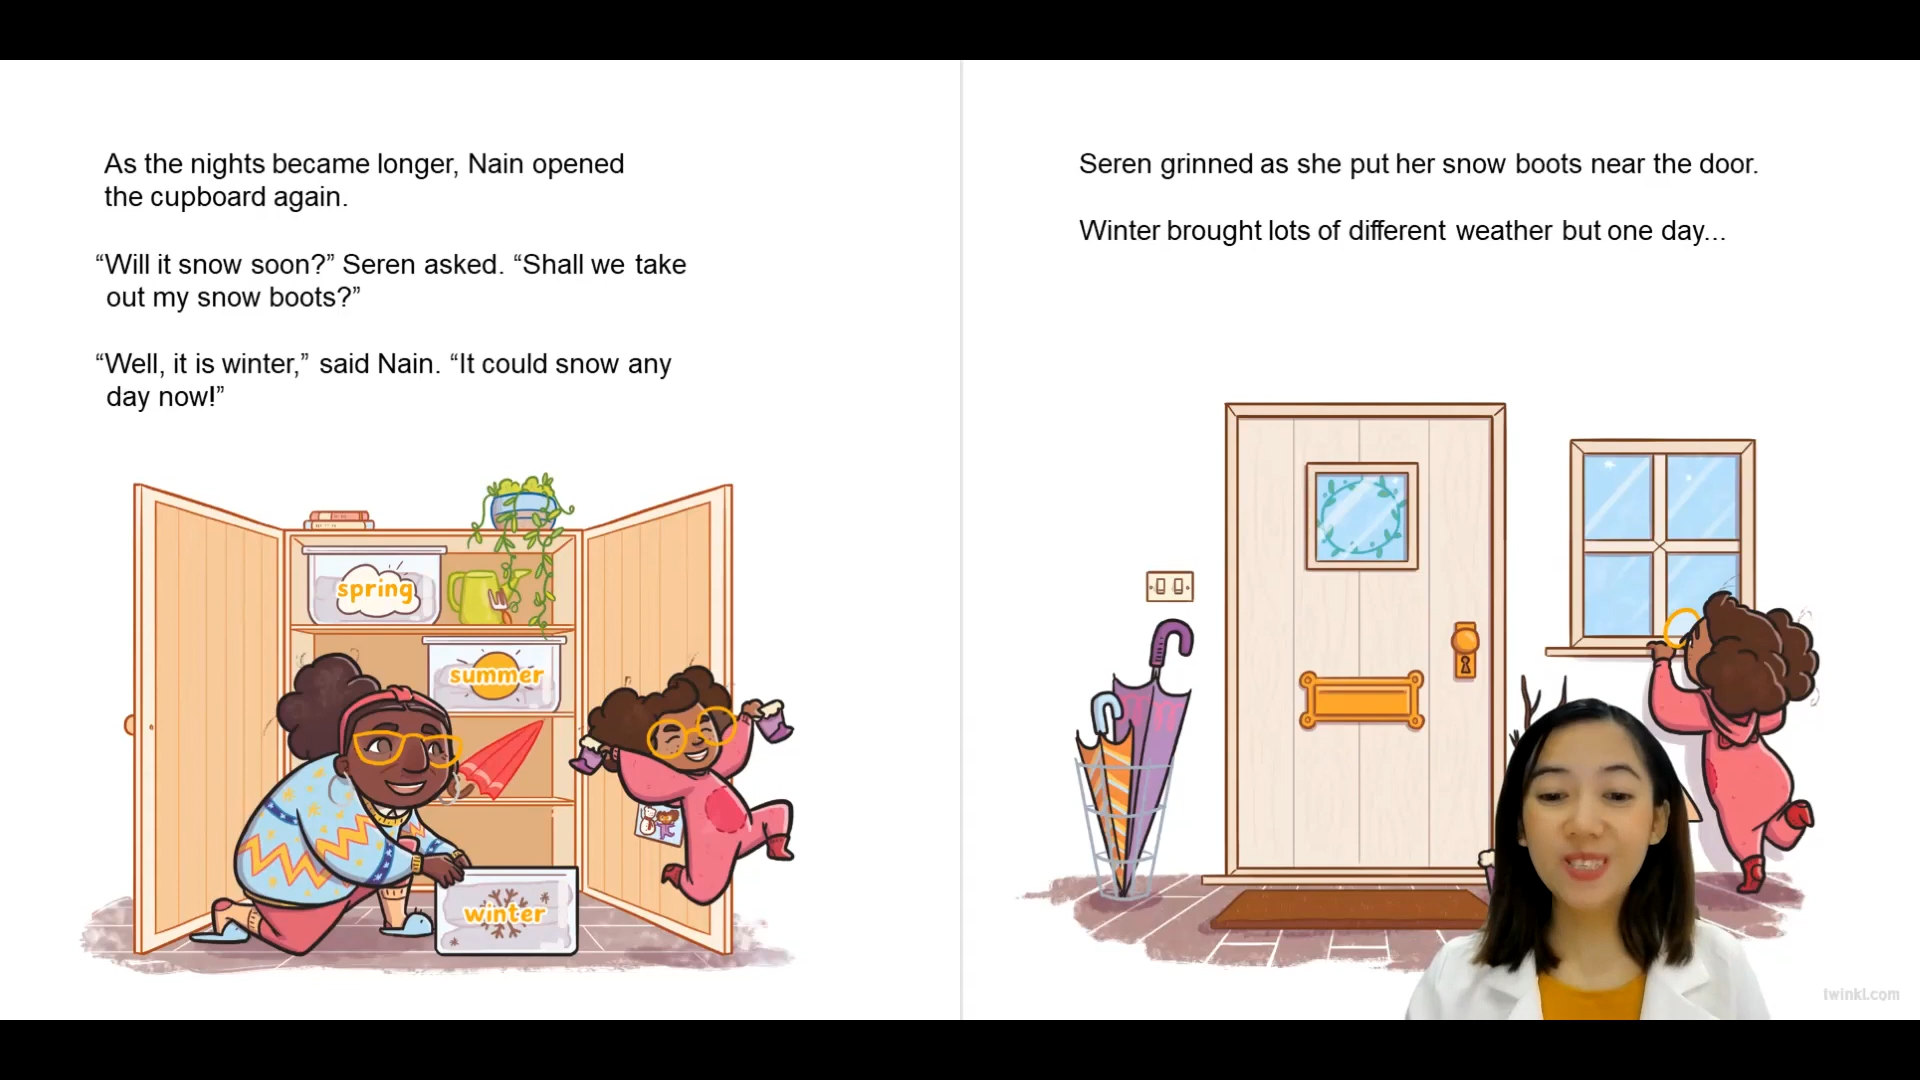 As the nights became longer, Nain opened
the cupboard again.
“Will it snow soon?” Seren asked. “Shall we take
out my snow boots?”
“Well, it is winter,” said Nain. “It could snow any
day now!”
spring
summer
winter
Seren grinned as she put her snow boots near the door.
Winter brought lots of different weather but one day...
twinkl.com